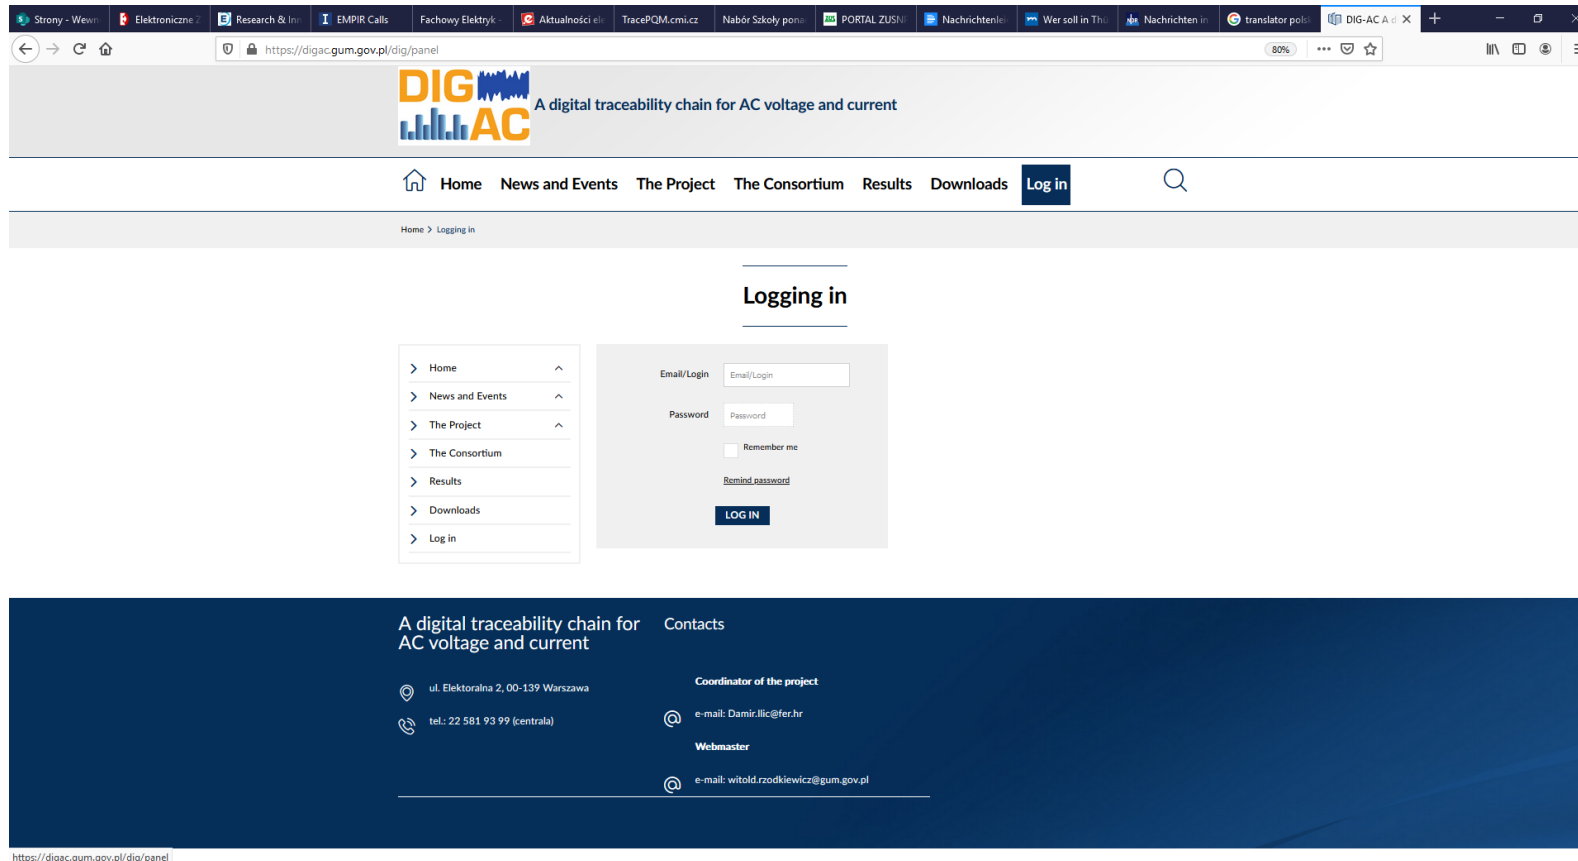 Strony - Wewn
Elektroniczne Z
Research & Inn
EMPIR Calls
Fachowy Elektryk -
Aktualności ele
TracePQM.cmi.cz
Nabór Szkoły pona
PORTAL ZUSNP
Nachrichtenlei
Wer soll in Thü
Nachrichten in
translator polsk
DIG-AC A d
https://digac.gum.gov.pl/dig/panel
80%
DIG
AC
A digital traceability chain for AC voltage and current
Home News and Events The Project The Consortium Results Downloads Log in
Home > Logging in
Logging in
Home
News and Events
The Project
The Consortium
Results
Downloads
Log in
Email/Login Email/Login
Password Password
Remember me
Remind password
LOG IN
A digital traceability chain for
AC voltage and current
ul. Elektoralna 2, 00-139 Warszawa
tel.: 22 581 93 99 (centrala)
Contacts
Coordinator of the project
e-mail: Damir.Ilic@fer.hr
Webmaster
e-mail: witold.rzodkiewicz@gum.gov.pl
https://digac.gum.gov.pl/dig/panel